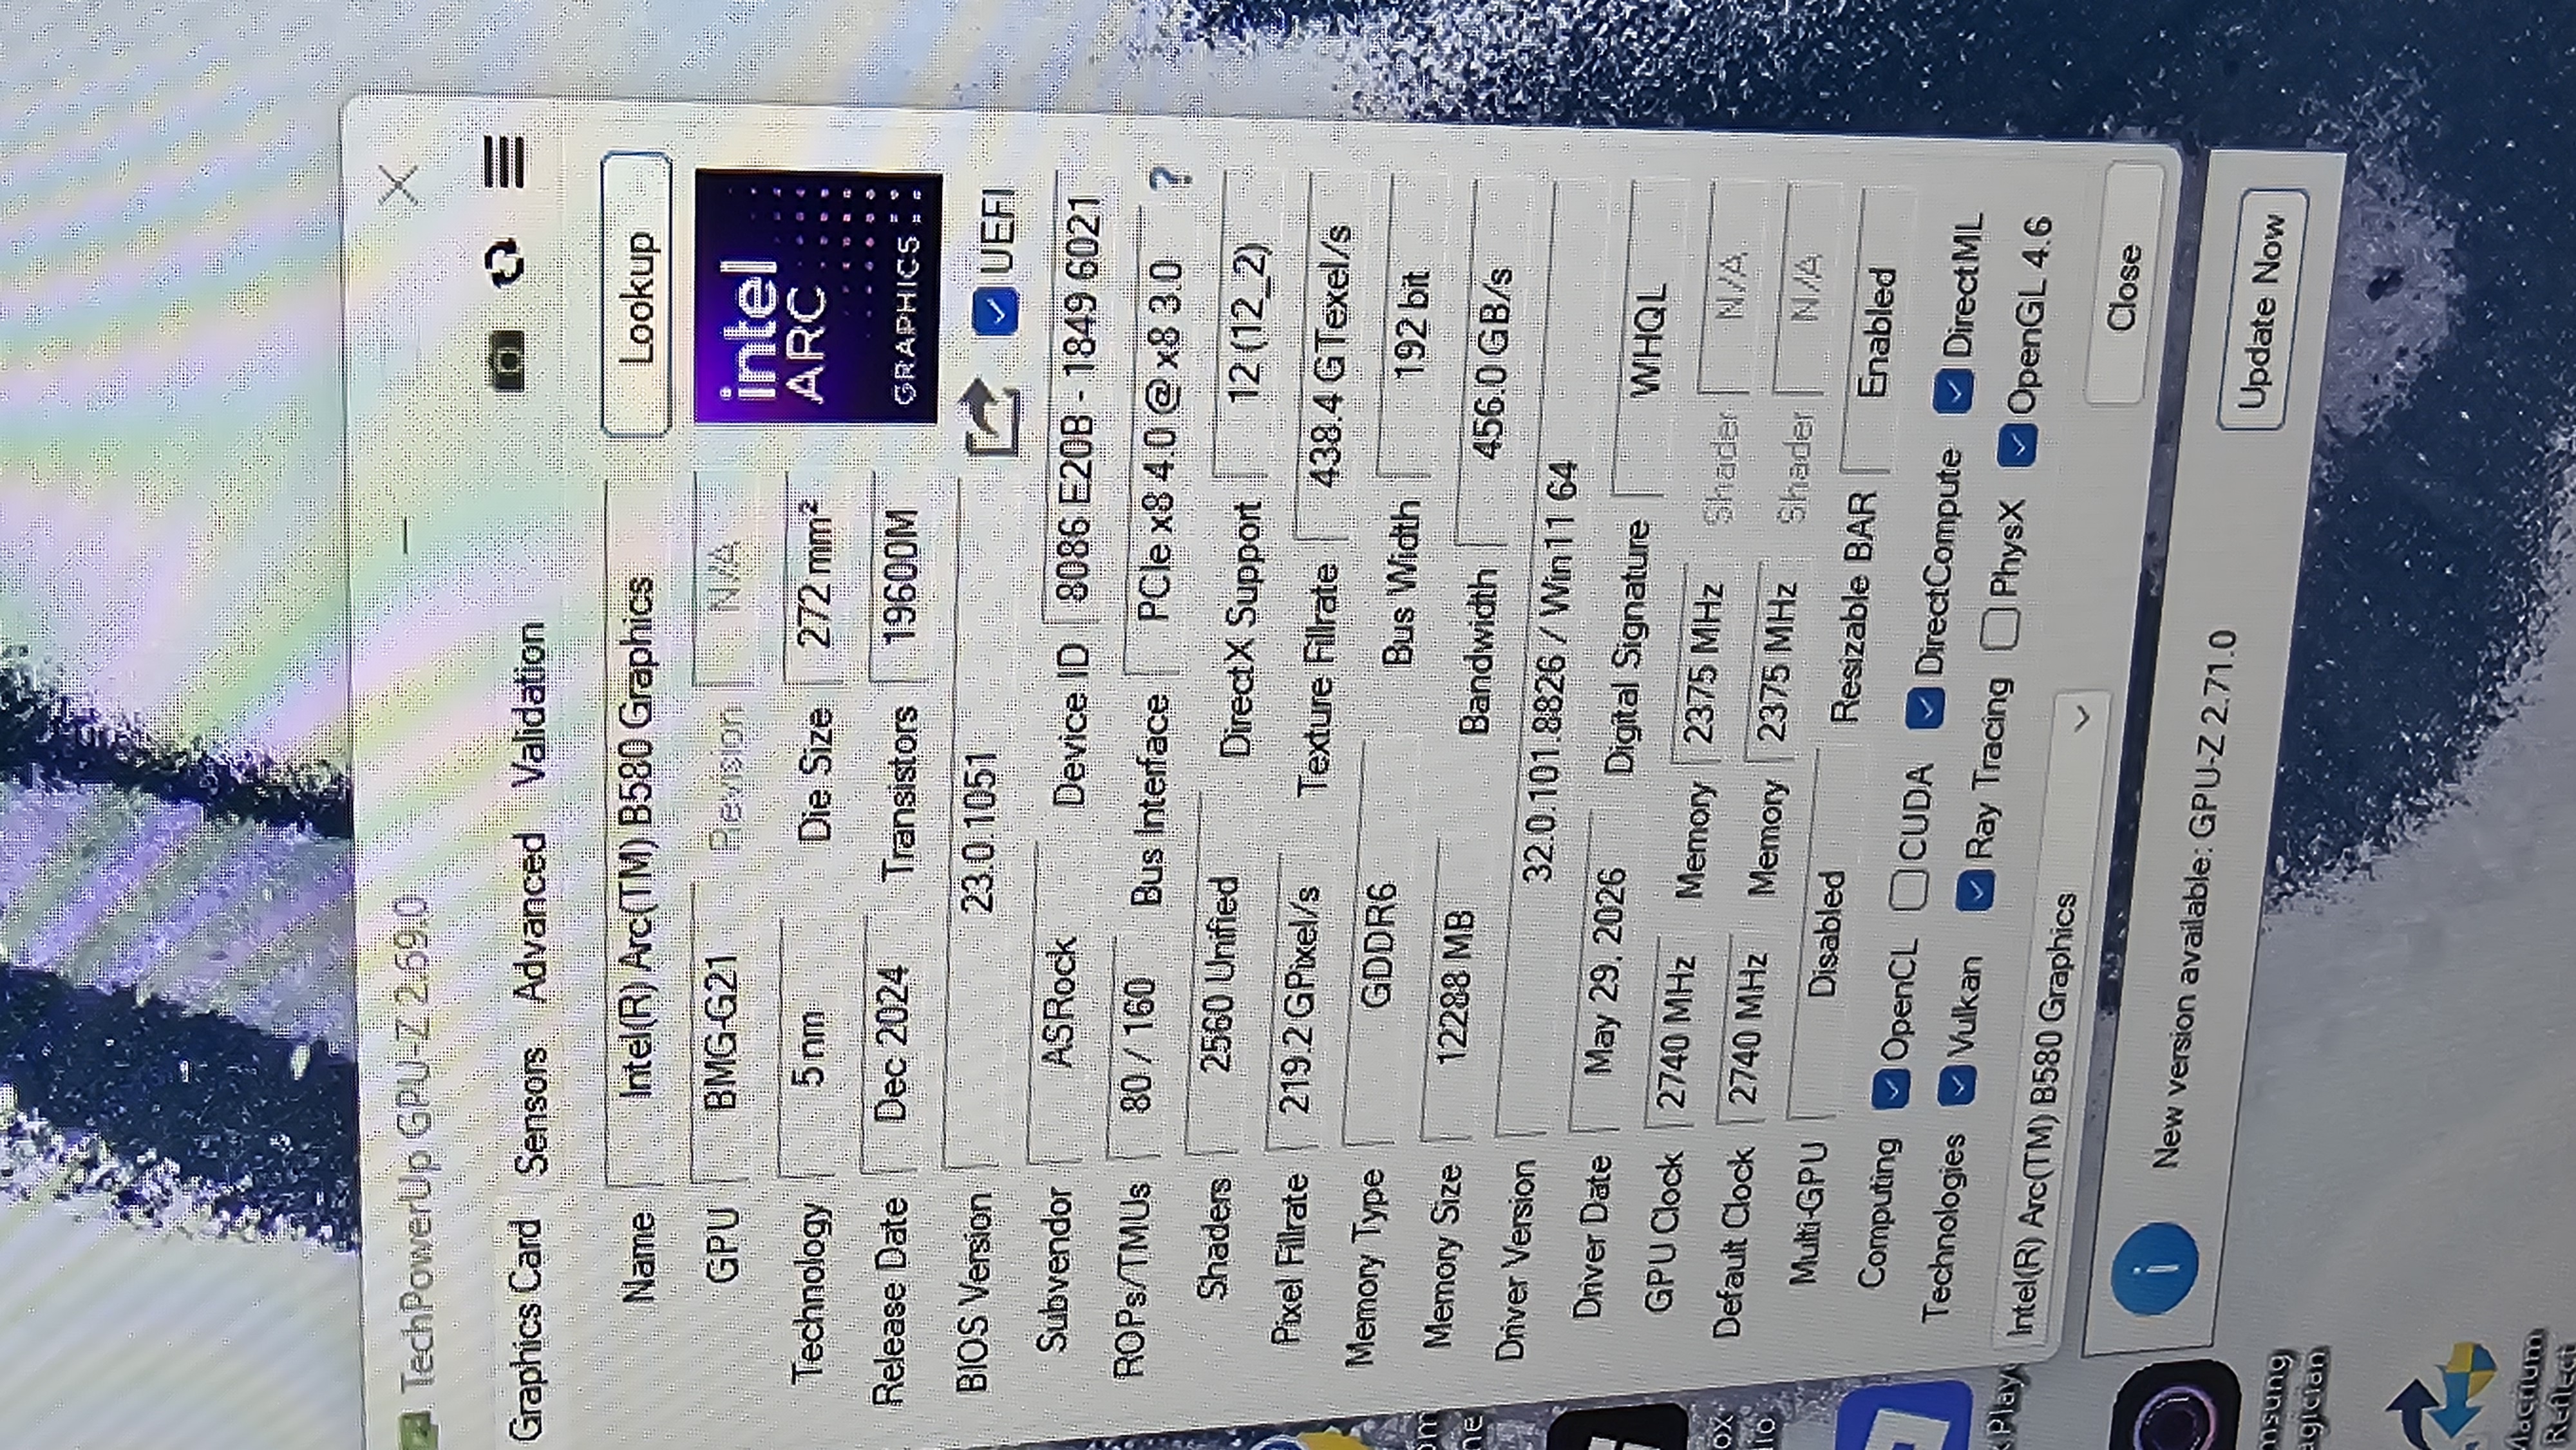 TechPowerUp GPU-Z 2.69.0
Graphics Card Sensors Advanced Validation
Name Intel(R) Arc(TM) B580 Graphics Lookup
GPU BMG-G21 Revision N/A
Technology 5 nm Die Size 272 mm²
Release Date Dec 2024 Transistors 19600M
intel
ARC
GRAPHICS
BIOS Version 23.0.1051 UEFI
Subvendor ASRock Device ID 8086 E20B - 1849 6021
ROPs/TMUs 80 / 160 Bus Interface PCIe x8 4.0 @ x8 3.0 ?
Shaders 2560 Unified DirectX Support 12 (12_2)
Pixel Fillrate 219.2 GPixel/s Texture Fillrate 438.4 GTexel/s
Memory Type GDDR6 Bus Width 192 bit
Memory Size 12288 MB Bandwidth 456.0 GB/s
Driver Version 32.0.101.8826 / Win11 64
Driver Date May 29, 2026 Digital Signature WHQL
GPU Clock 2740 MHz Memory 2375 MHz Shader N/A
Default Clock 2740 MHz Memory 2375 MHz Shader N/A
Multi-GPU Disabled Resizable BAR Enabled
Computing OpenCL CUDA DirectCompute DirectML
Technologies Vulkan Ray Tracing PhysX OpenGL 4.6
Intel(R) Arc(TM) B580 Graphics Close
i New version available: GPU-Z 2.71.0 Update Now
Macrium